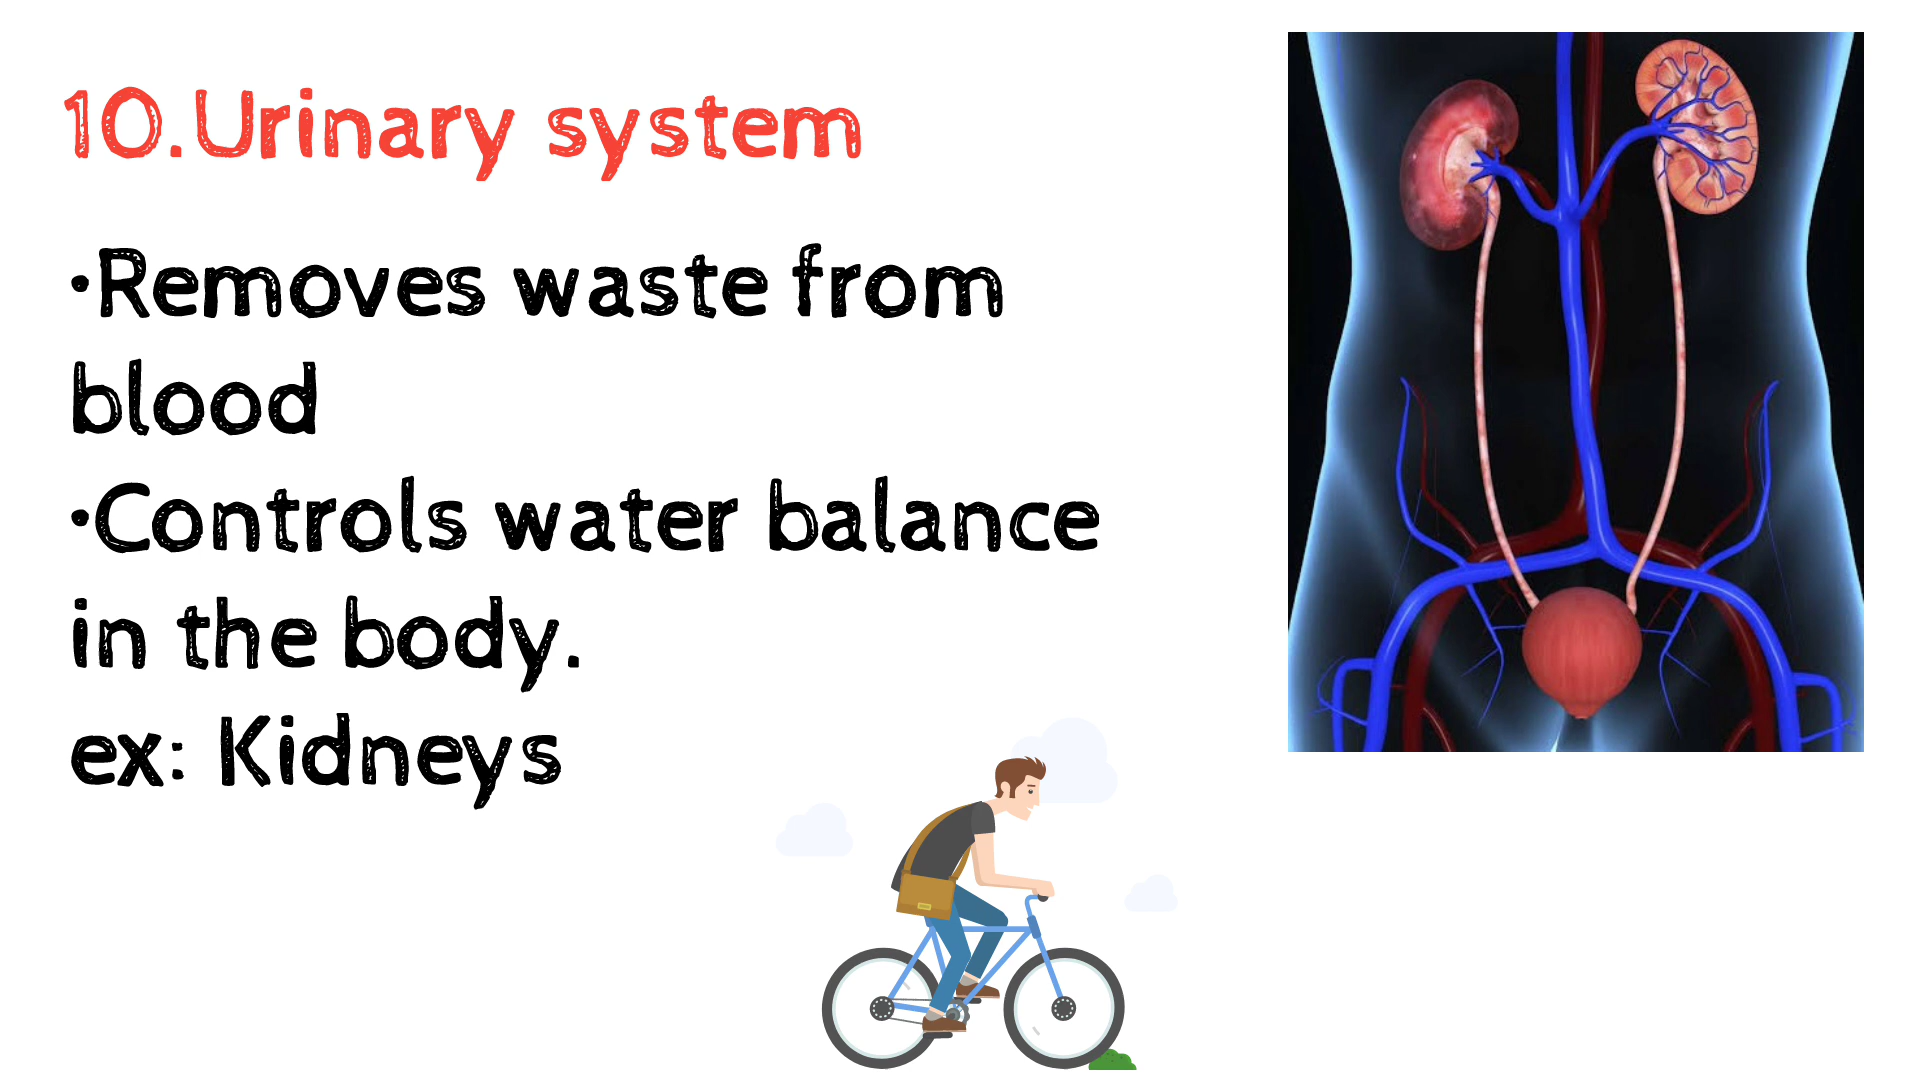 10.Urinary system
•Removes waste from
blood
•Controls water balance
in the body.
ex: Kidneys